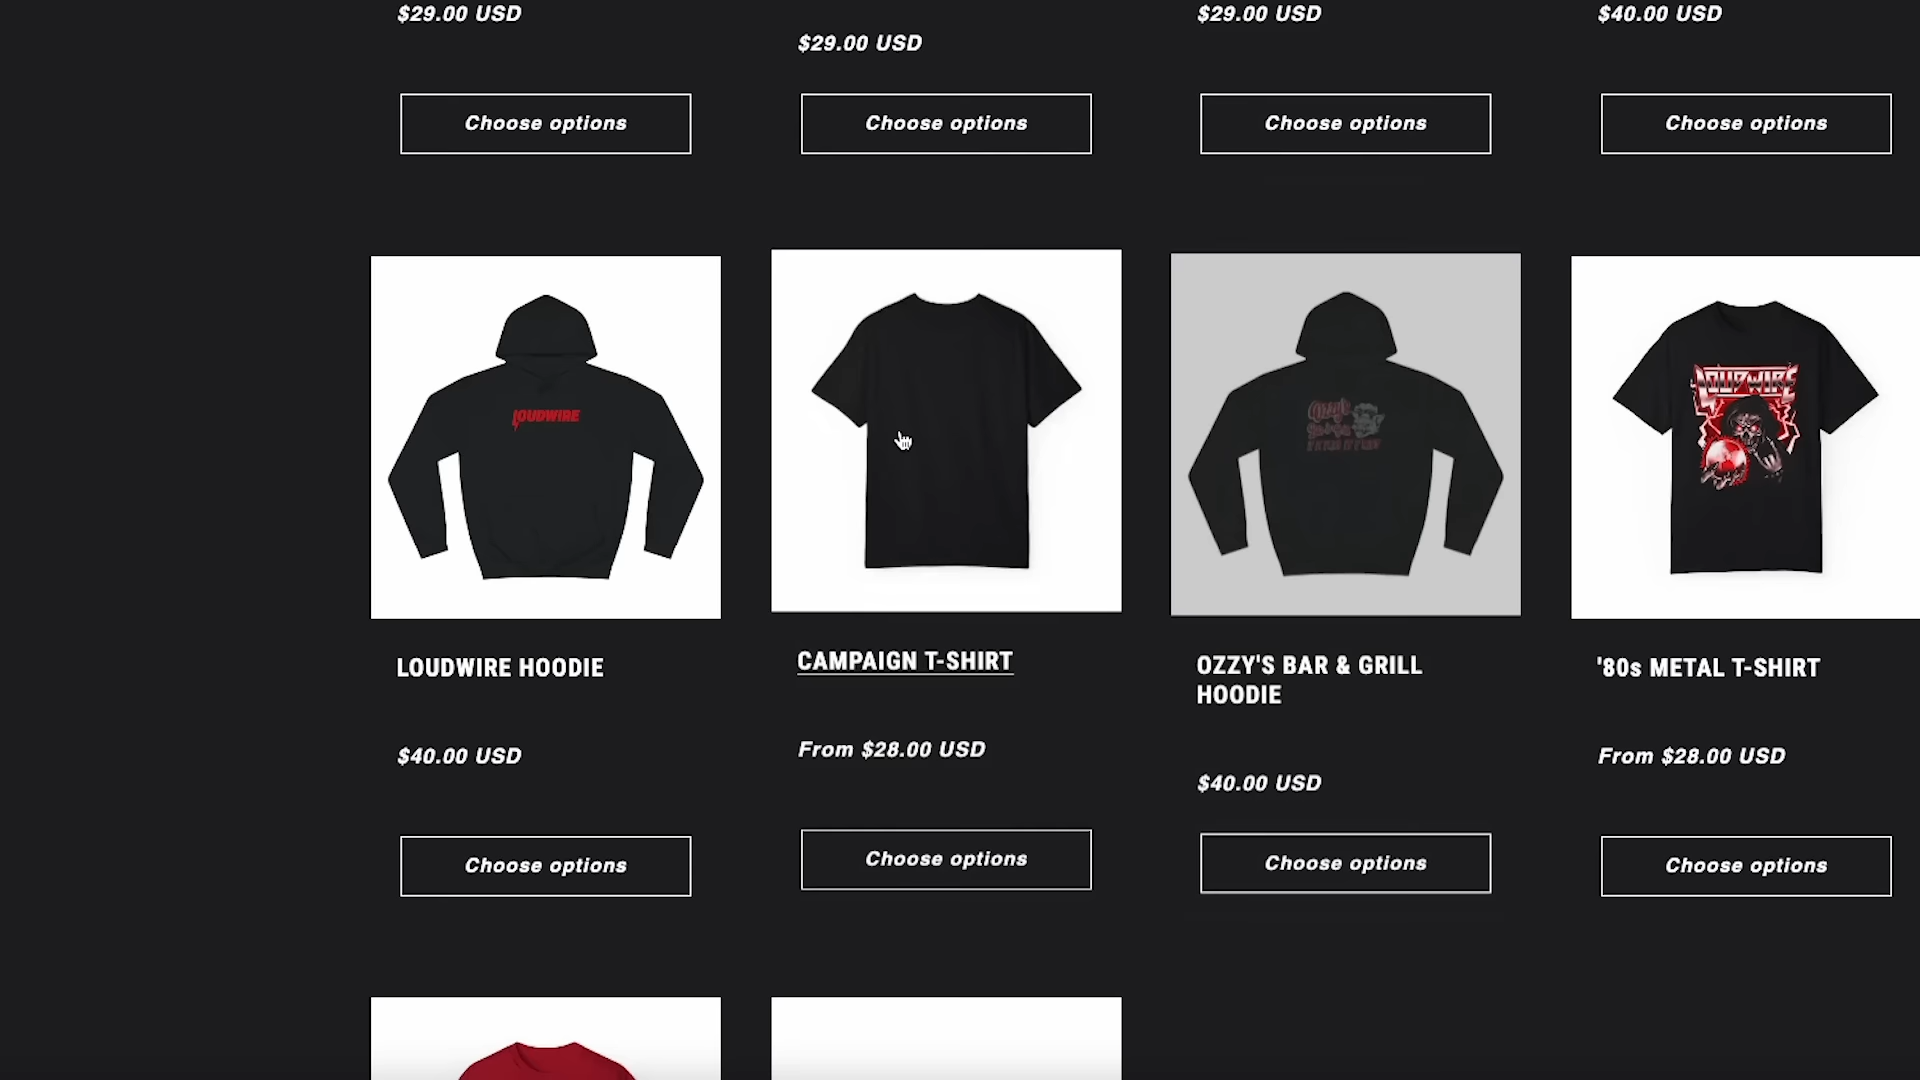 $29.00 USD
$29.00 USD
$29.00 USD
$40.00 USD
Choose options
Choose options
Choose options
Choose options
LOUDWIRE
LOUDWIRE
LOUDWIRE HOODIE
CAMPAIGN T-SHIRT
OZZY'S BAR & GRILL
HOODIE
'80s METAL T-SHIRT
$40.00 USD
From $28.00 USD
$40.00 USD
From $28.00 USD
Choose options
Choose options
Choose options
Choose options